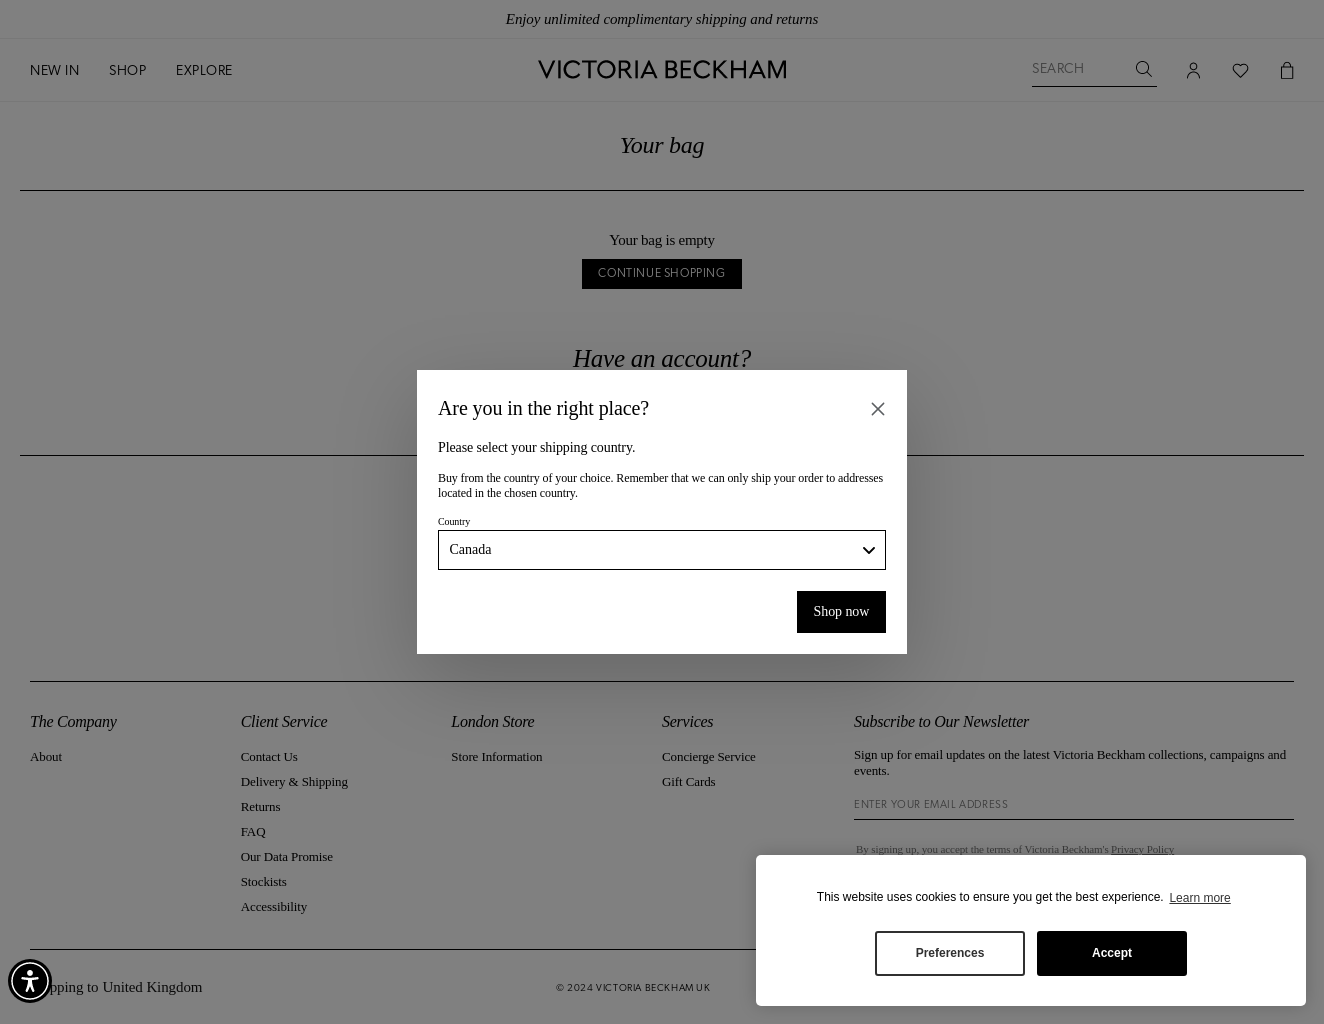 Enjoy unlimited complimentary shipping and returns
NEW IN
SHOP
EXPLORE
VICTORIA BECKHAM
SEARCH
Your bag
Your bag is empty
CONTINUE SHOPPING
Have an account?
Are you in the right place?
Please select your shipping country.
Buy from the country of your choice. Remember that we can only ship your order to addresses
located in the chosen country.
Country
Canada
Shop now
The Company
About
Client Service
Contact Us
Delivery & Shipping
Returns
FAQ
Our Data Promise
Stockists
Accessibility
London Store
Store Information
Services
Concierge Service
Gift Cards
Subscribe to Our Newsletter
Sign up for email updates on the latest Victoria Beckham collections, campaigns and
events.
ENTER YOUR EMAIL ADDRESS
By signing up, you accept the terms of Victoria Beckham's Privacy Policy
This website uses cookies to ensure you get the best experience. Learn more
Preferences
Accept
pping to United Kingdom
© 2024 VICTORIA BECKHAM UK